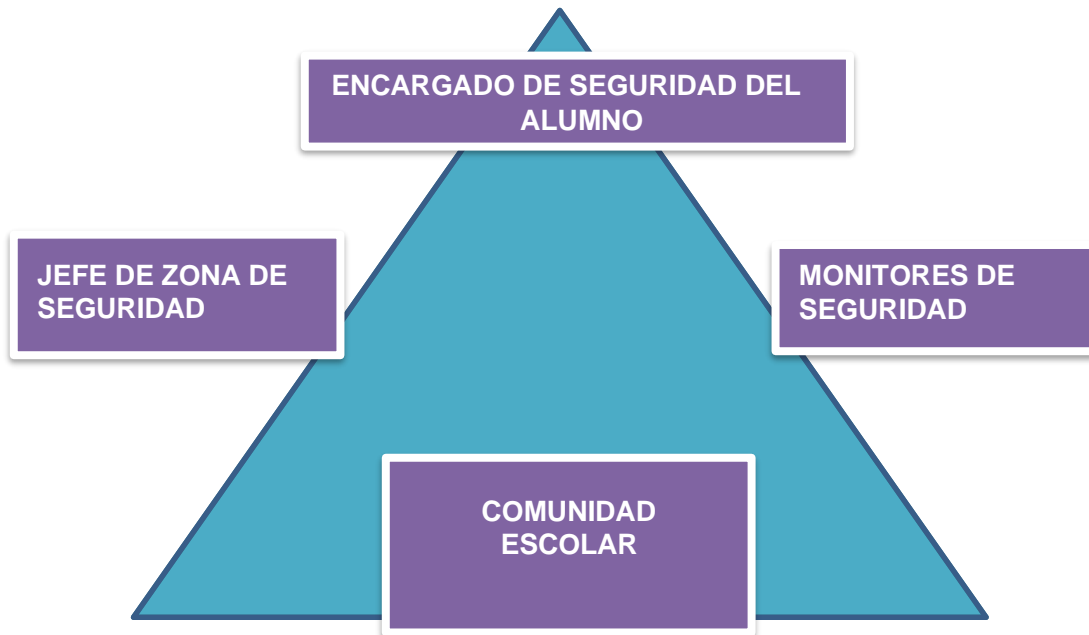 ENCARGADO DE SEGURIDAD DEL
ALUMNO
JEFE DE ZONA DE
SEGURIDAD
MONITORES DE
SEGURIDAD
COMUNIDAD
ESCOLAR